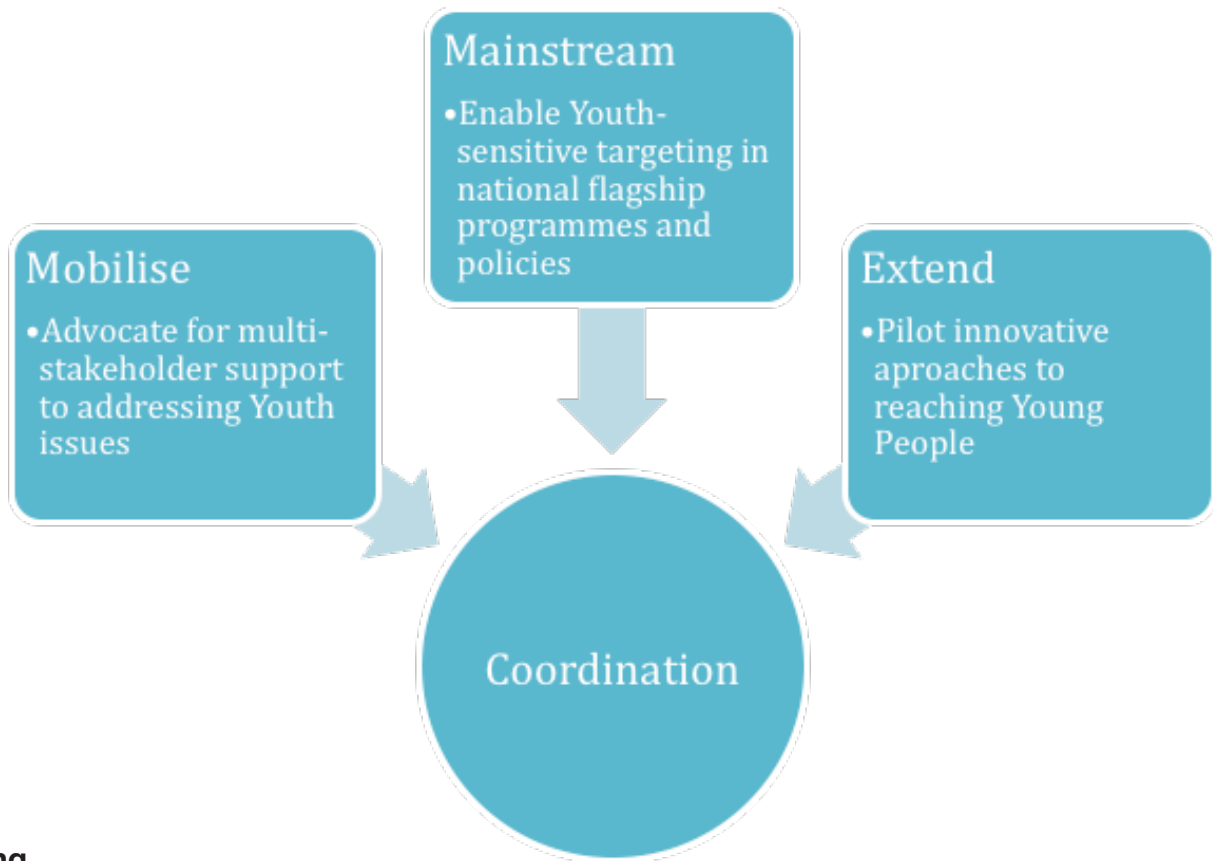 Mainstream
•Enable Youth-
sensitive targeting in
national flagship
programmes and
policies
Mobilise
•Advocate for multi-
stakeholder support
to addressing Youth
issues
Extend
•Pilot innovative
aproaches to
reaching Young
People
Coordination